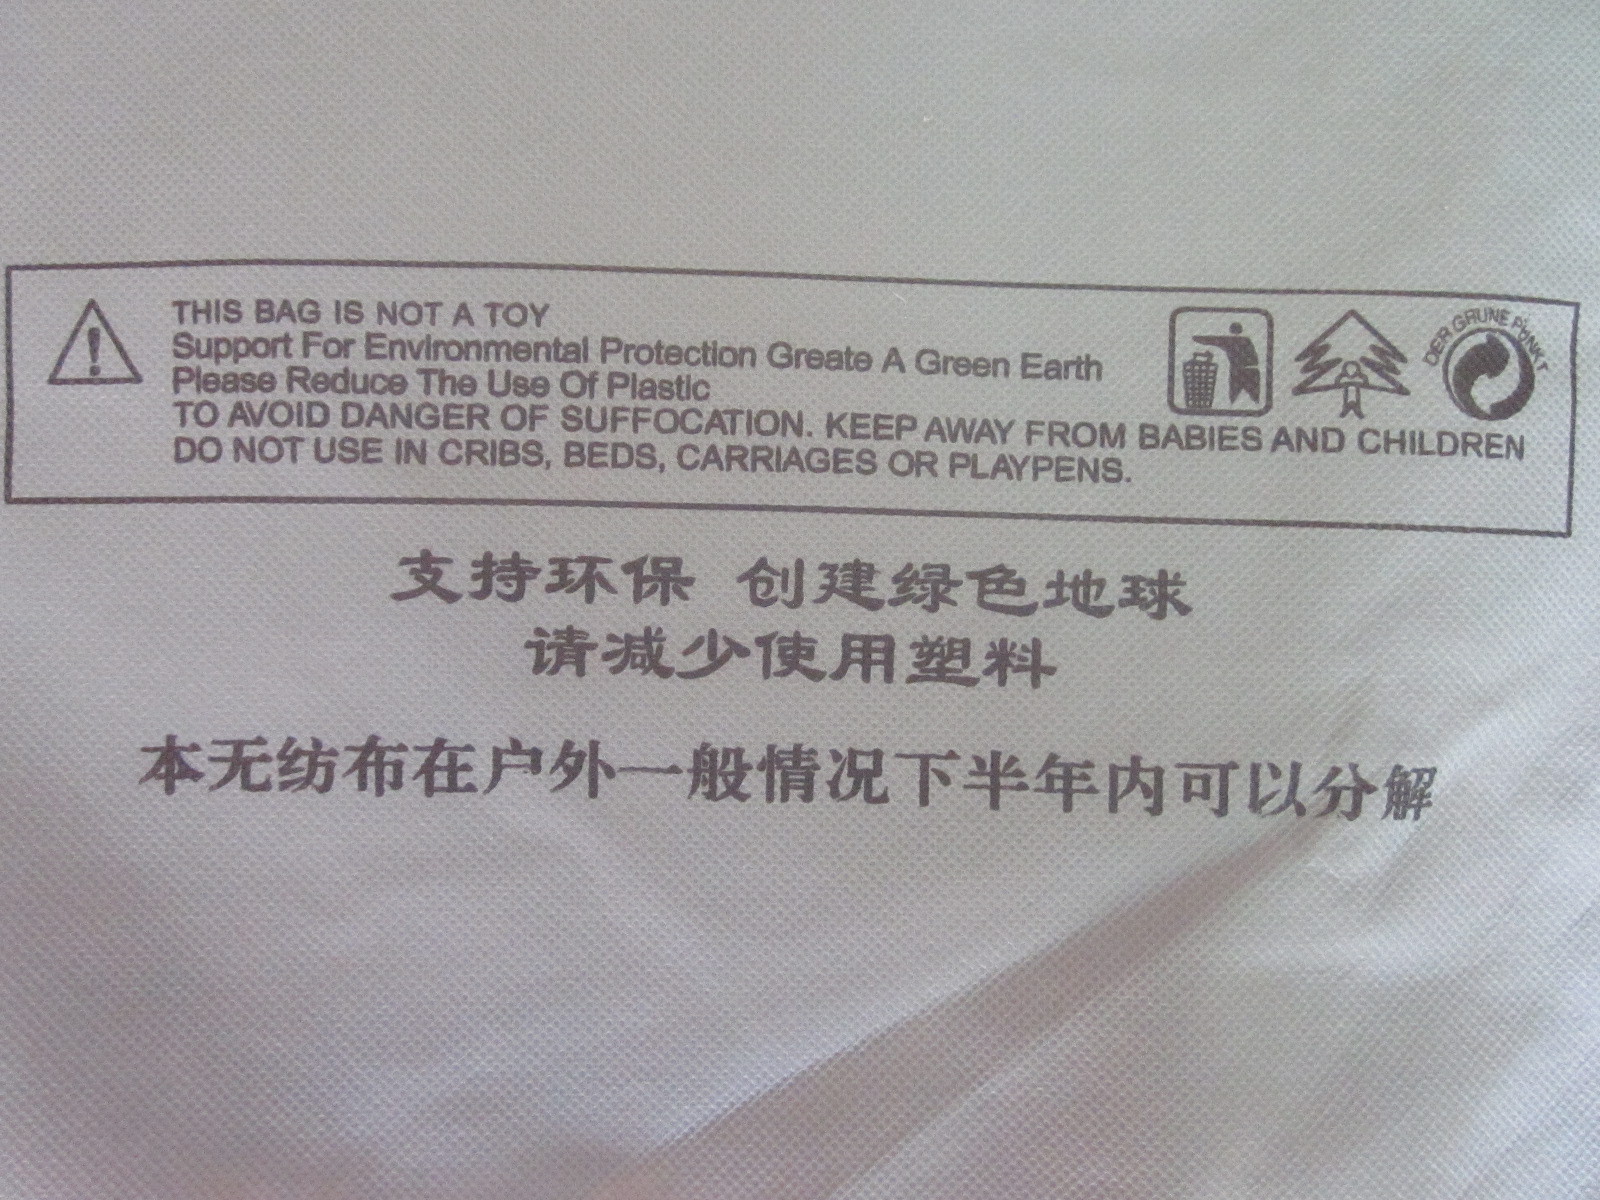 THIS BAG IS NOT A TOY
Support For Environmental Protection Greate A Green Earth
Please Reduce The Use Of Plastic
TO AVOID DANGER OF SUFFOCATION. KEEP AWAY FROM BABIES AND CHILDREN
DO NOT USE IN CRIBS, BEDS, CARRIAGES OR PLAYPENS.
DER GRÜNE PUNKT
支持环保 创建绿色地球
请减少使用塑料
本无纺布在户外一般情况下半年内可以分解